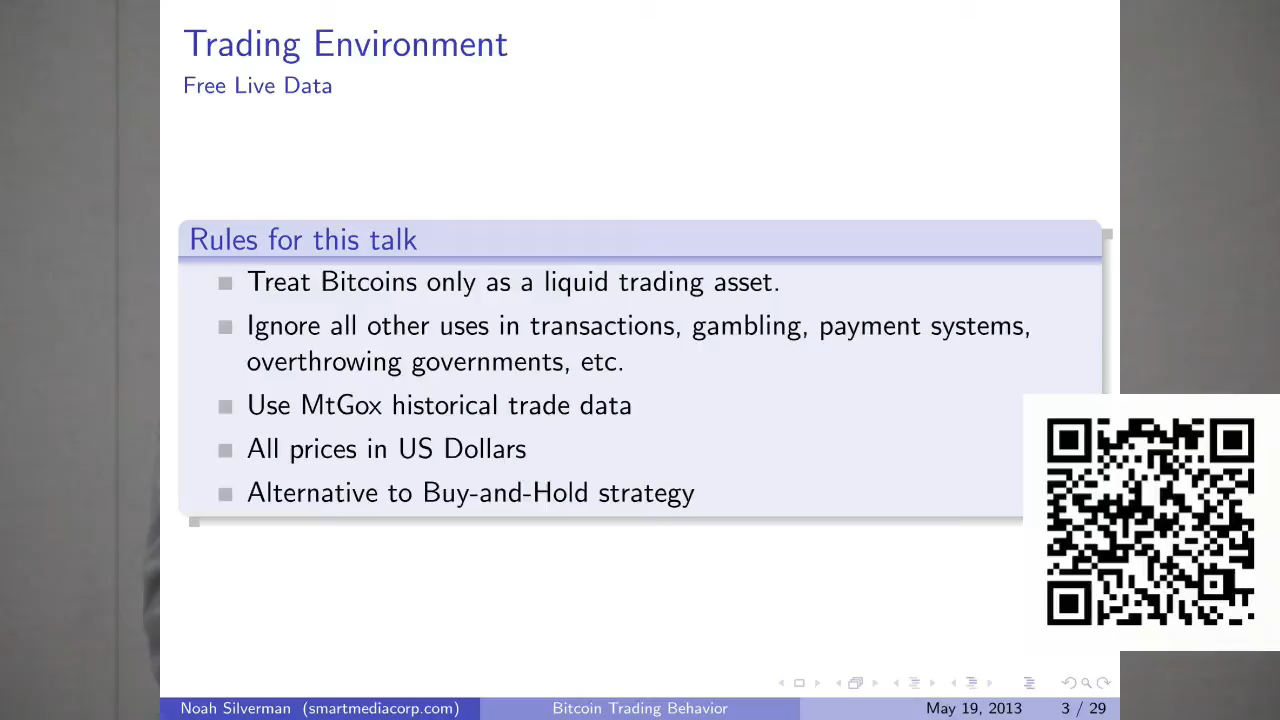 Trading Environment
Free Live Data
Rules for this talk
Treat Bitcoins only as a liquid trading asset.
Ignore all other uses in transactions, gambling, payment systems,
overthrowing governments, etc.
Use MtGox historical trade data
All prices in US Dollars
Alternative to Buy-and-Hold strategy
Noah Silverman (smartmediacorp.com) Bitcoin Trading Behavior May 19, 2013 3 / 29